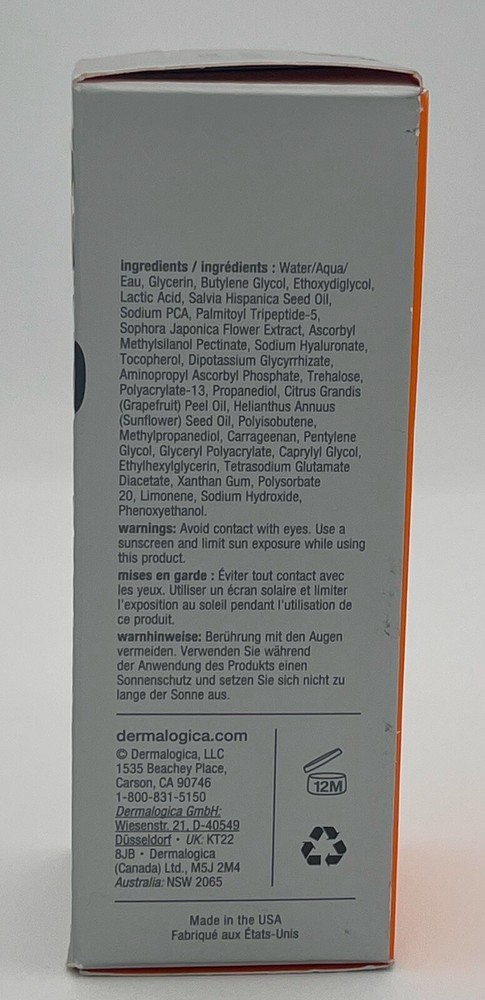 ingredients / ingrédients : Water/Aqua/
Eau, Glycerin, Butylene Glycol, Ethoxydiglycol,
Lactic Acid, Salvia Hispanica Seed Oil,
Sodium PCA, Palmitoyl Tripeptide-5,
Sophora Japonica Flower Extract, Ascorbyl
Methylsilanol Pectinate, Sodium Hyaluronate,
Tocopherol, Dipotassium Glycyrrhizate,
Aminopropyl Ascorbyl Phosphate, Trehalose,
Polyacrylate-13, Propanediol, Citrus Grandis
(Grapefruit) Peel Oil, Helianthus Annuus
(Sunflower) Seed Oil, Polyisobutene,
Methylpropanediol, Carrageenan, Pentylene
Glycol, Glyceryl Polyacrylate, Caprylyl Glycol,
Ethylhexylglycerin, Tetrasodium Glutamate
Diacetate, Xanthan Gum, Polysorbate
20, Limonene, Sodium Hydroxide,
Phenoxyethanol.
warnings: Avoid contact with eyes. Use a
sunscreen and limit sun exposure while using
this product.
mises en garde : Éviter tout contact avec
les yeux. Utiliser un écran solaire et limiter
l'exposition au soleil pendant l'utilisation de
ce produit.
warnhinweise: Berührung mit den Augen
vermeiden. Verwenden Sie während
der Anwendung des Produkts einen
Sonnenschutz und setzen Sie sich nicht zu
lange der Sonne aus.
dermalogica.com
© Dermalogica, LLC
1535 Beachey Place,
Carson, CA 90746
1-800-831-5150
Dermalogica GmbH:
Wiesenstr. 21, D-40549
Düsseldorf • UK: KT22
8JB • Dermalogica
(Canada) Ltd., M5J 2M4
Australia: NSW 2065
12M
Made in the USA
Fabriqué aux États-Unis